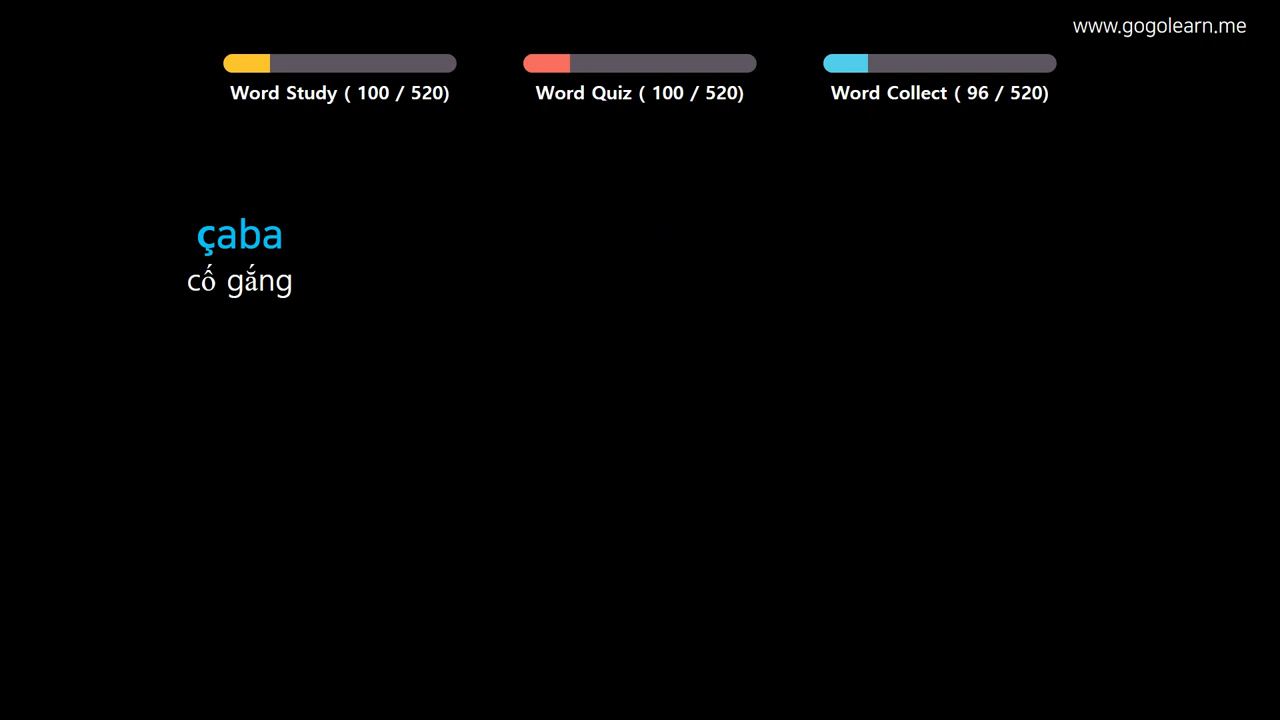 www.gogolearn.me
Word Study ( 100 / 520)
Word Quiz ( 100 / 520)
Word Collect ( 96 / 520)
çaba
cố gắng